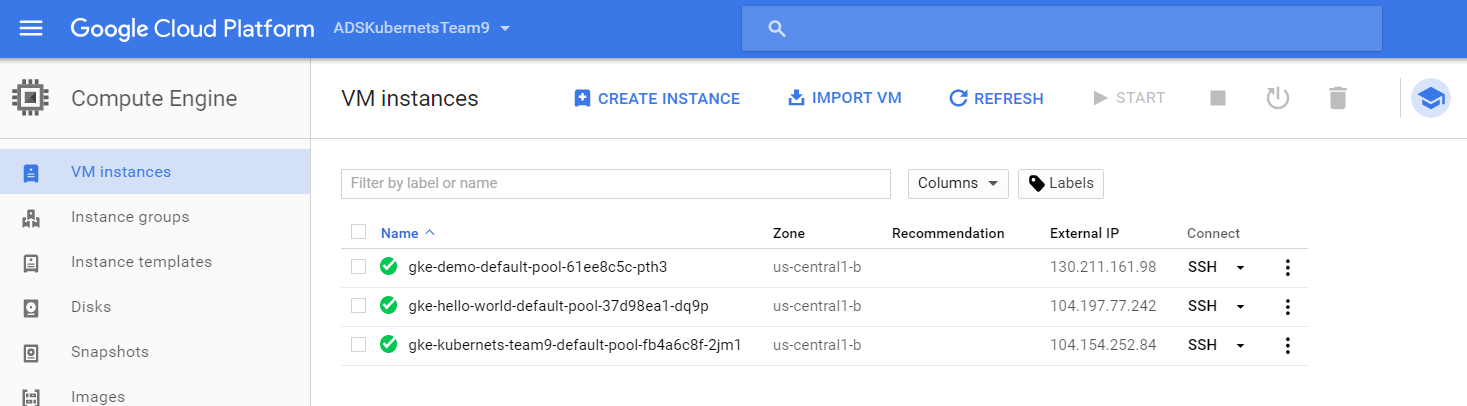 Google Cloud Platform ADSKubernetsTeam9
Compute Engine
VM instances
Instance groups
Instance templates
Disks
Snapshots
Images
VM instances CREATE INSTANCE IMPORT VM REFRESH START
Filter by label or name Columns Labels
Name Zone Recommendation External IP Connect
gke-demo-default-pool-61ee8c5c-pth3 us-central1-b 130.211.161.98 SSH
gke-hello-world-default-pool-37d98ea1-dq9p us-central1-b 104.197.77.242 SSH
gke-kubernets-team9-default-pool-fb4a6c8f-2jm1 us-central1-b 104.154.252.84 SSH